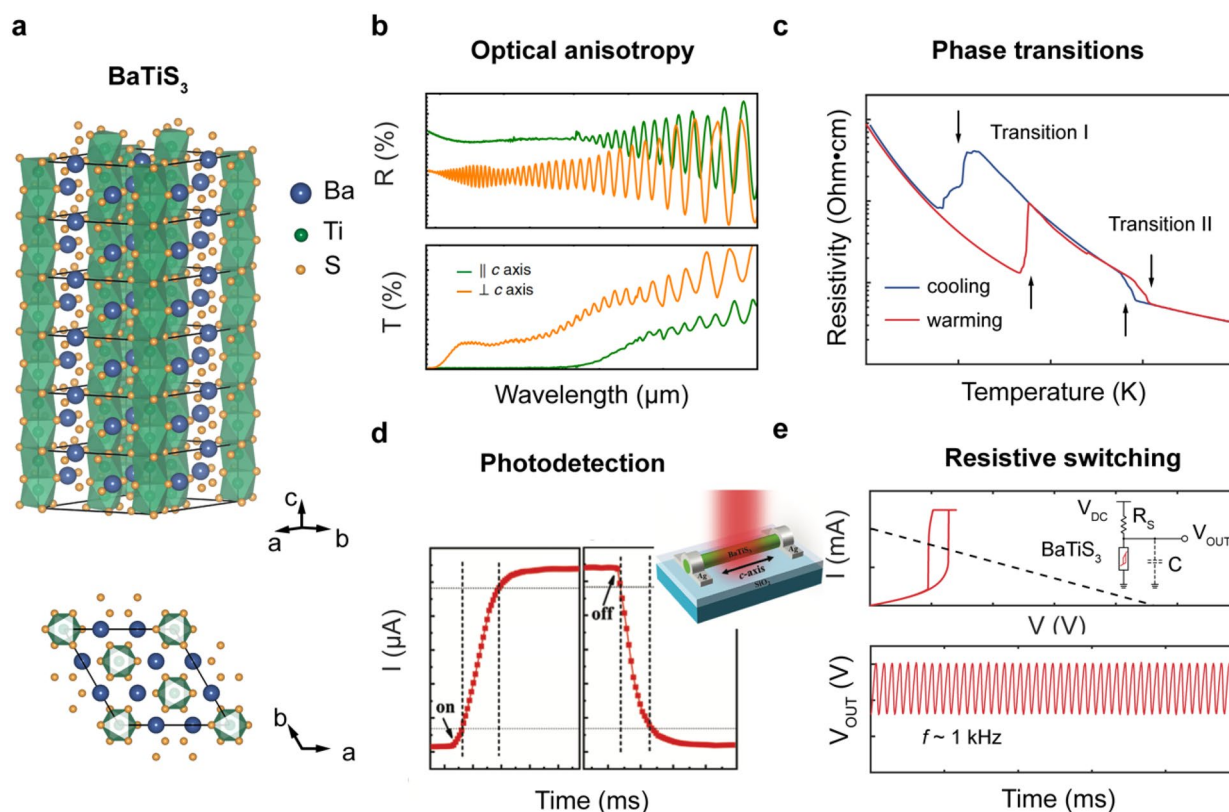 a
BaTiS₃
Ba
Ti
S
c
a
b
b
a
b
Optical anisotropy
R (%)
T (%)
∥ c axis
⊥ c axis
Wavelength (μm)
c
Phase transitions
Resistivity (Ohm•cm)
Transition I
Transition II
cooling
warming
Temperature (K)
d
Photodetection
I (μA)
on
off
BaTiS₃
Ag
Ag
c-axis
SiO₂
Time (ms)
e
Resistive switching
I (mA)
V_DC
R_S
V_OUT
BaTiS₃
C
V (V)
V_OUT (V)
f ~ 1 kHz
Time (ms)